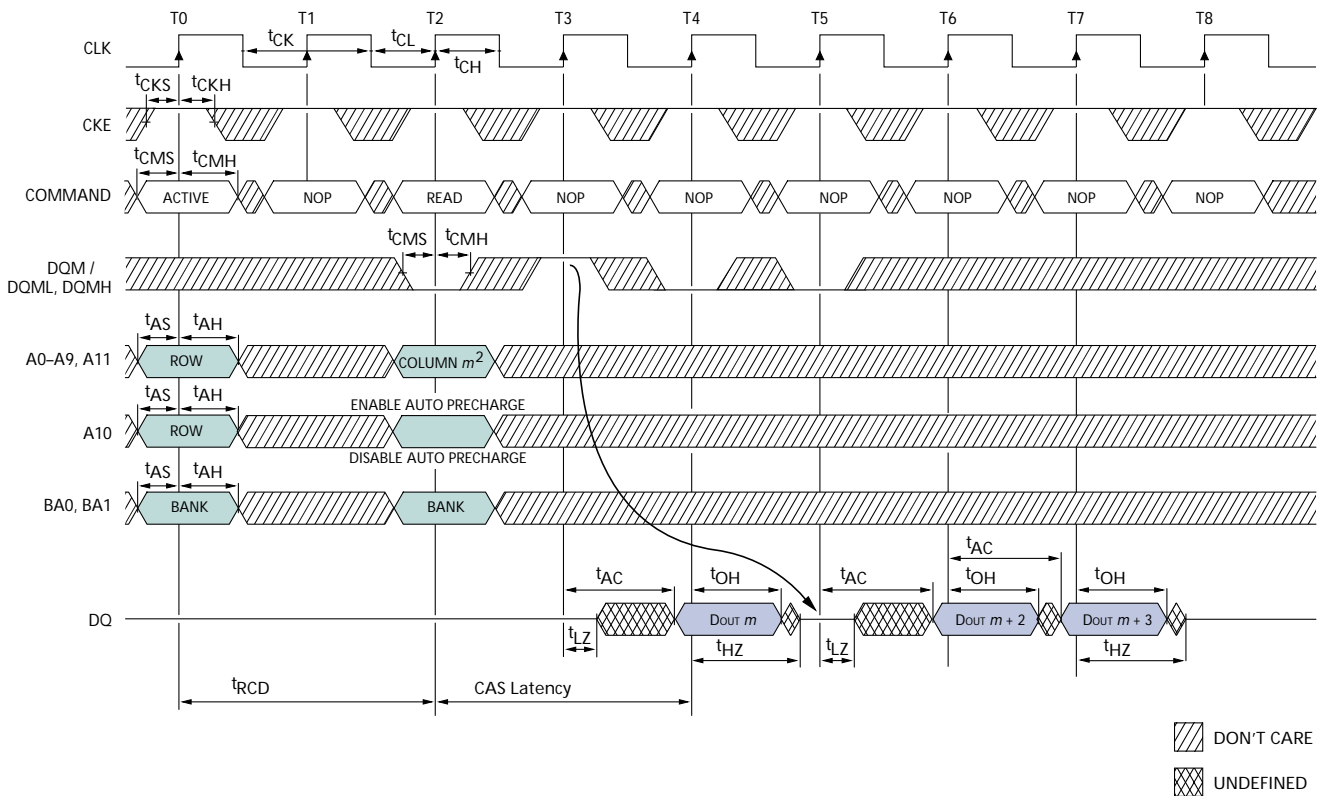 T0 T1 T2 T3 T4 T5 T6 T7 T8
CLK
tCK tCL
tCH
tCKS tCKH
CKE
tCMS tCMH
COMMAND ACTIVE NOP READ NOP NOP NOP NOP NOP NOP
tCMS tCMH
DQM /
DQML, DQMH
tAS tAH
A0–A9, A11 ROW COLUMN m2
tAS tAH
ENABLE AUTO PRECHARGE
A10 ROW
DISABLE AUTO PRECHARGE
tAS tAH
BA0, BA1 BANK BANK
tAC
tAC tOH tAC tOH tOH
DQ DOUT m DOUT m + 2 DOUT m + 3
tLZ tHZ tLZ tHZ
tRCD CAS Latency
DON'T CARE
UNDEFINED